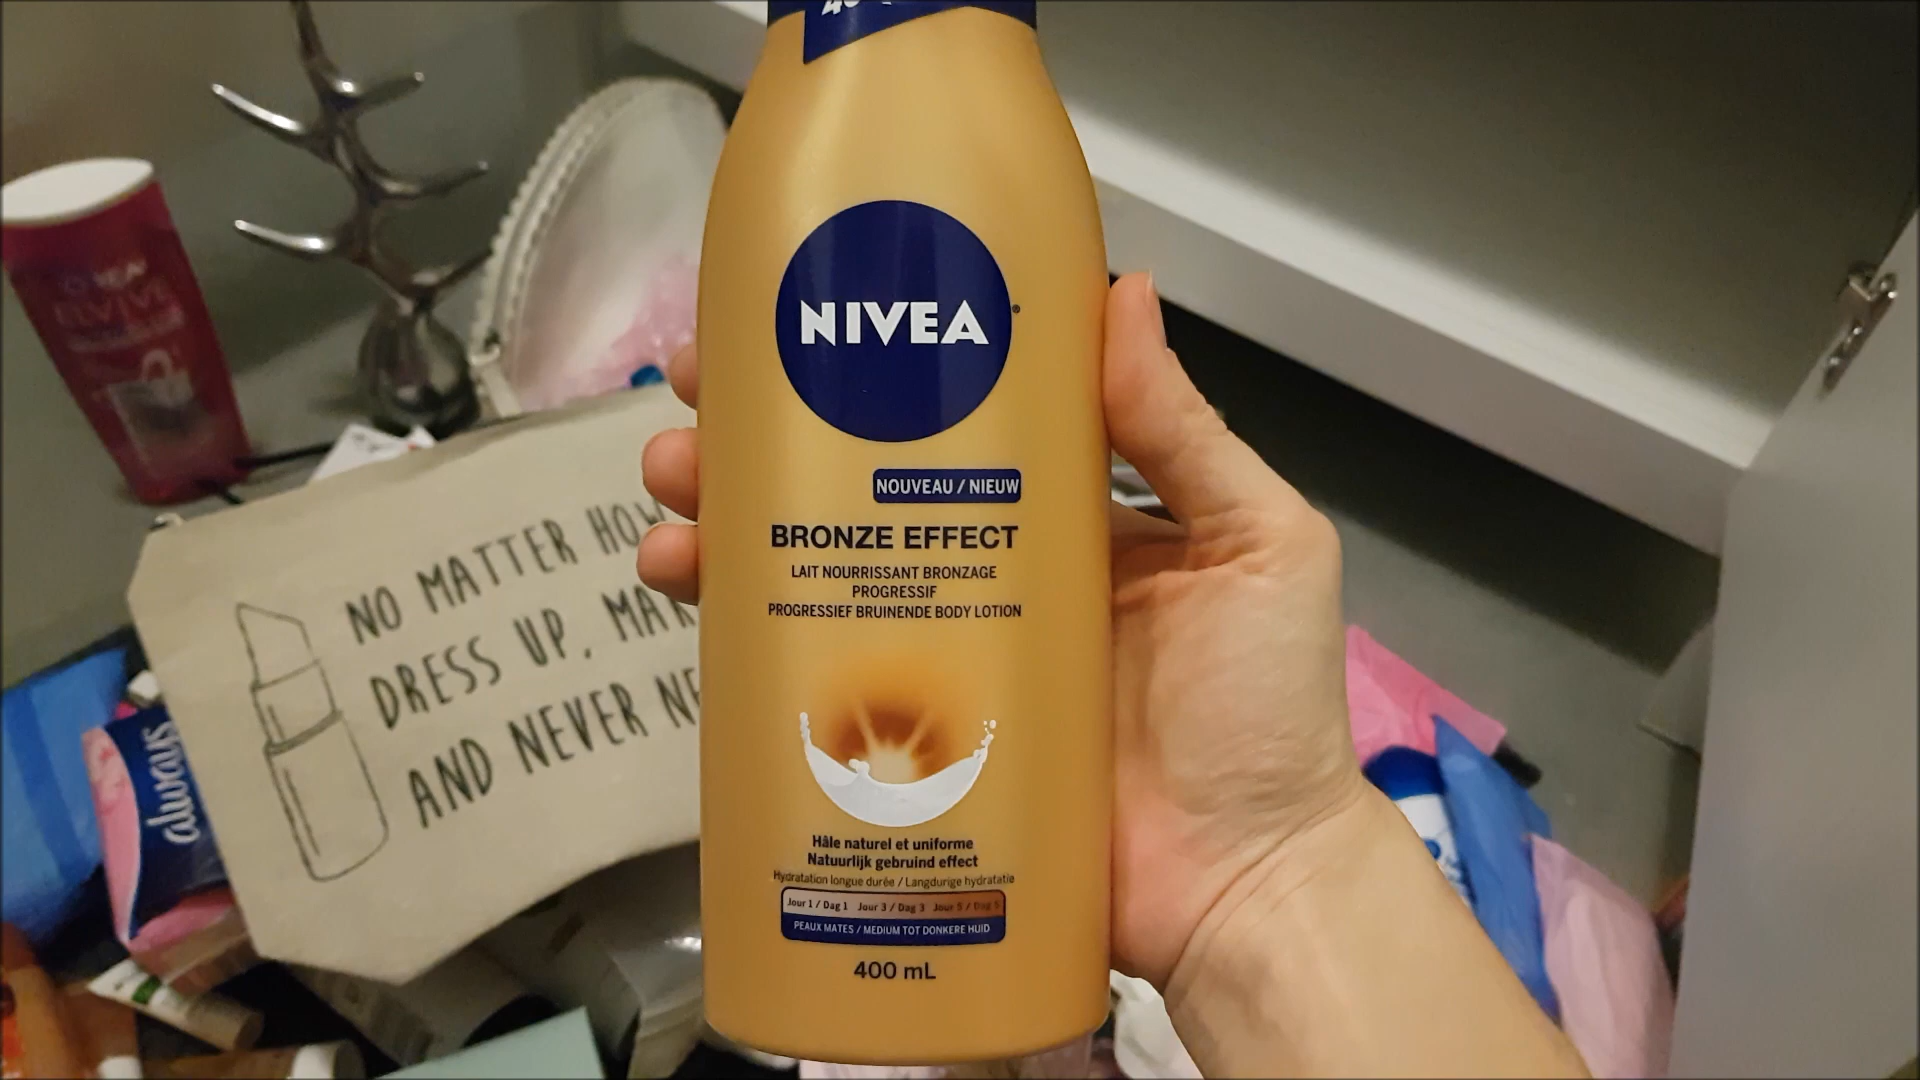 NIVEA
NOUVEAU / NIEUW
BRONZE EFFECT
LAIT NOURRISSANT BRONZAGE
PROGRESSIF
PROGRESSIEF BRUINENDE BODY LOTION
Hâle naturel et uniforme
Natuurlijk gebruind effect
Hydratation longue durée / Langdurige hydratatie
Jour 1 / Dag 1 Jour 3 / Dag 3 Jour 5 / Dag 5
PEAUX MATES / MEDIUM TOT DONKERE HUID
400 mL
NO MATTER HOW
DRESS UP,
AND NEVER
always